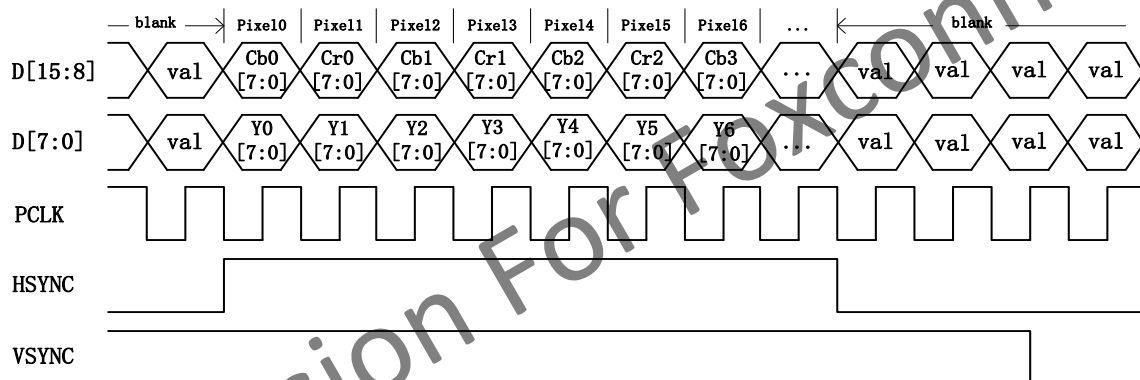 blank Pixel0 Pixel1 Pixel2 Pixel3 Pixel4 Pixel5 Pixel6 ... blank
D[15:8] val Cb0 [7:0] Cr0 [7:0] Cb1 [7:0] Cr1 [7:0] Cb2 [7:0] Cr2 [7:0] Cb3 [7:0] ... val val val val
D[7:0] val Y0 [7:0] Y1 [7:0] Y2 [7:0] Y3 [7:0] Y4 [7:0] Y5 [7:0] Y6 [7:0] ... val val val val
PCLK
HSYNC
VSYNC
sion For Foxconn